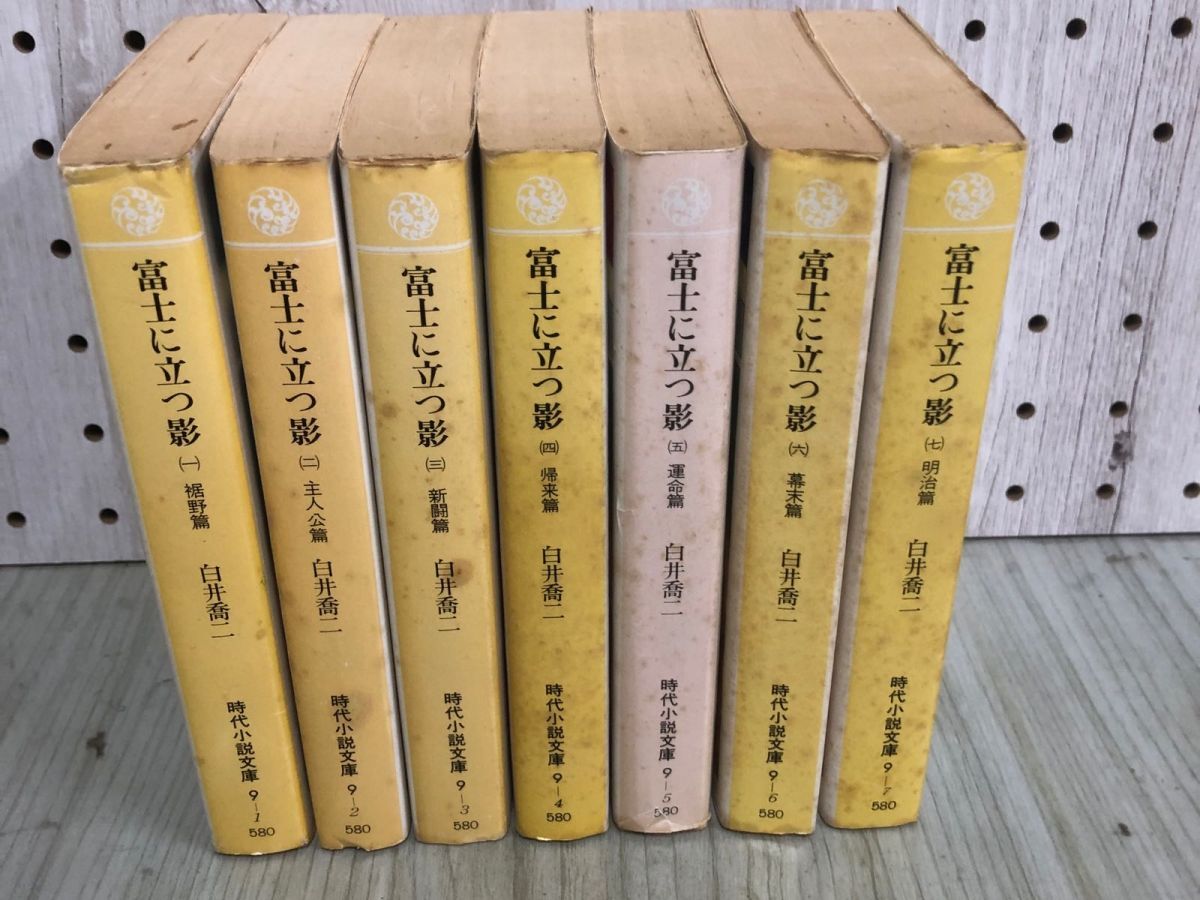 富士に立つ影 ㈠ 裾野篇 白井喬二 時代小説文庫 9-1
580
富士に立つ影 ㈡ 主人公篇 白井喬二 時代小説文庫 9-2
580
富士に立つ影 ㈢ 新闘篇 白井喬二 時代小説文庫 9-3
580
富士に立つ影 ㈣ 帰来篇 白井喬二 時代小説文庫 9-4
580
富士に立つ影 ㈤ 運命篇 白井喬二 時代小説文庫 9-5
580
富士に立つ影 ㈥ 幕末篇 白井喬二 時代小説文庫 9-6
580
富士に立つ影 ㈦ 明治篇 白井喬二 時代小説文庫 9-7
580